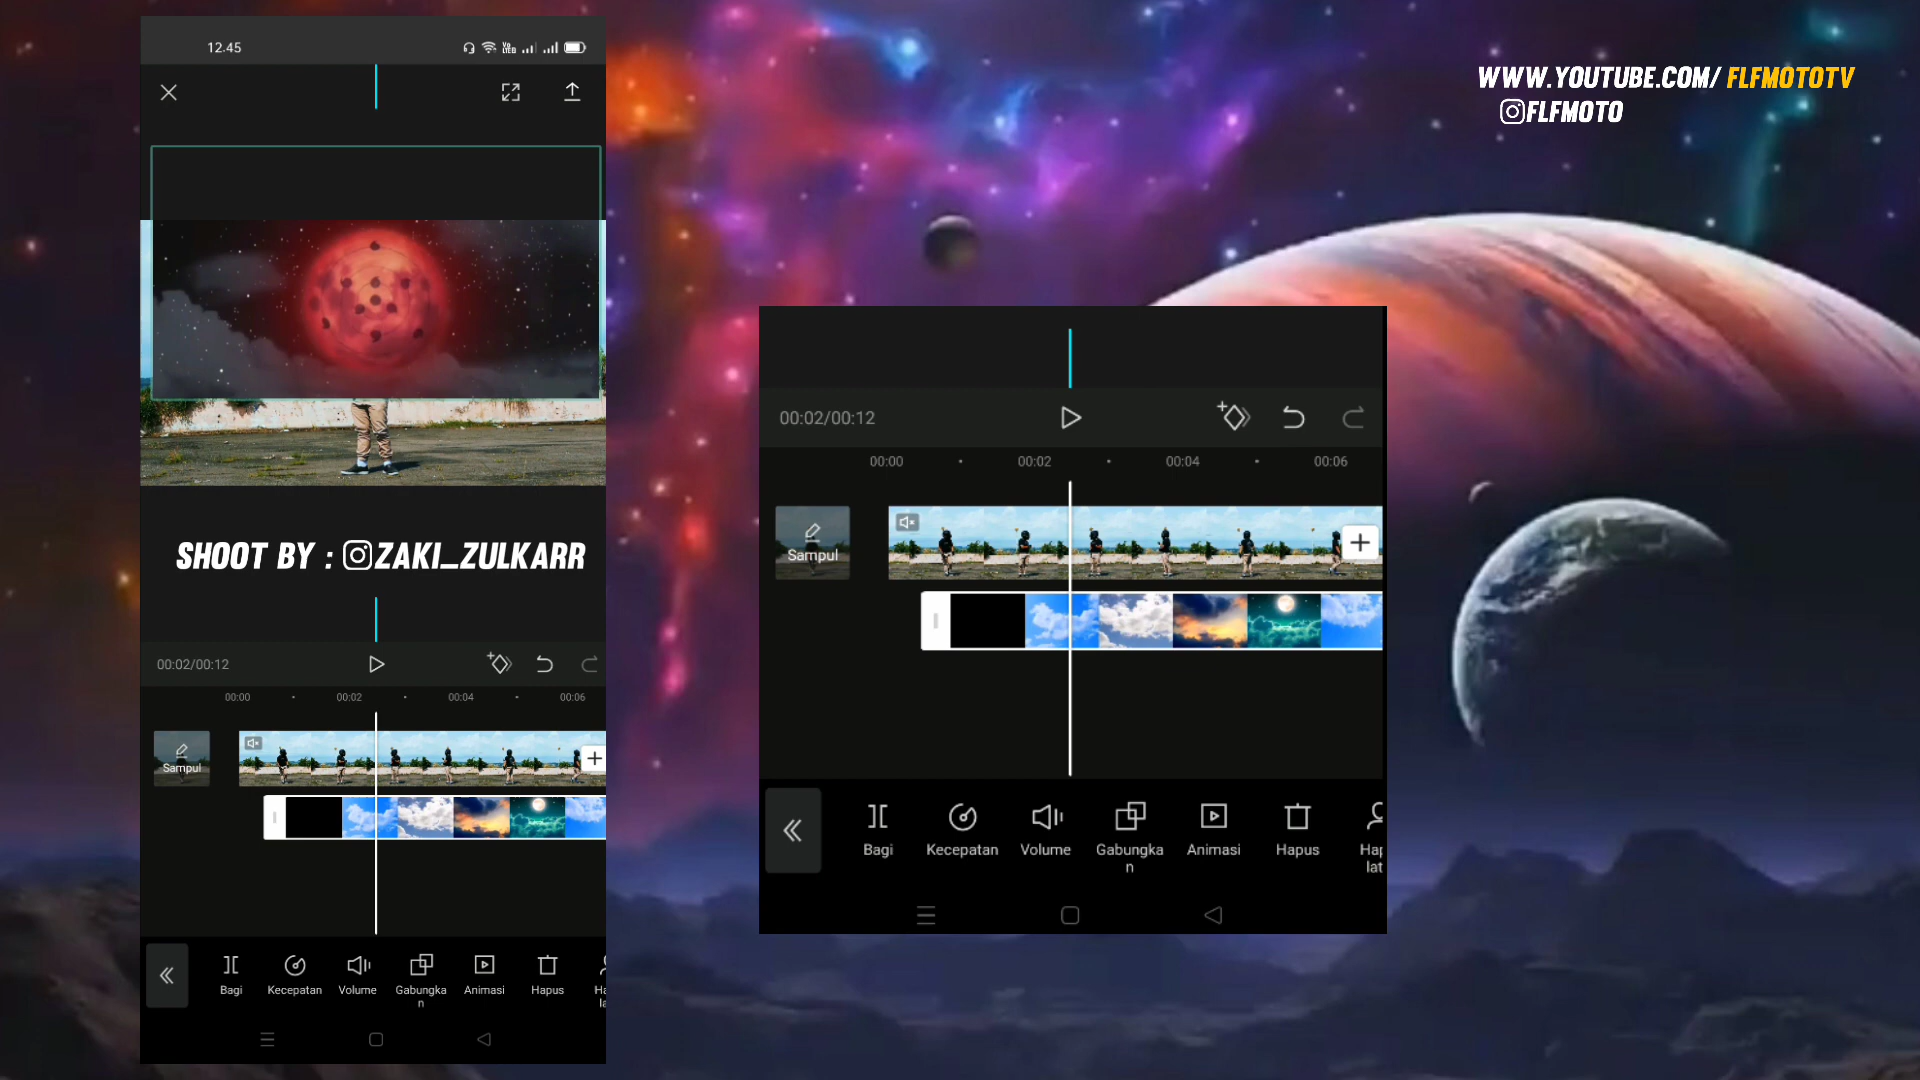 12.45
WWW.YOUTUBE.COM/ FLFMOTOTV
FLFMOTO
SHOOT BY : ZAKI_ZULKARR
00:02/00:12
00:00
00:02
00:04
00:06
Sampul
Bagi
Kecepatan
Volume
Gabungka
n
Animasi
Hapus
00:02/00:12
00:00
00:02
00:04
00:06
Sampul
Bagi
Kecepatan
Volume
Gabungka
n
Animasi
Hapus